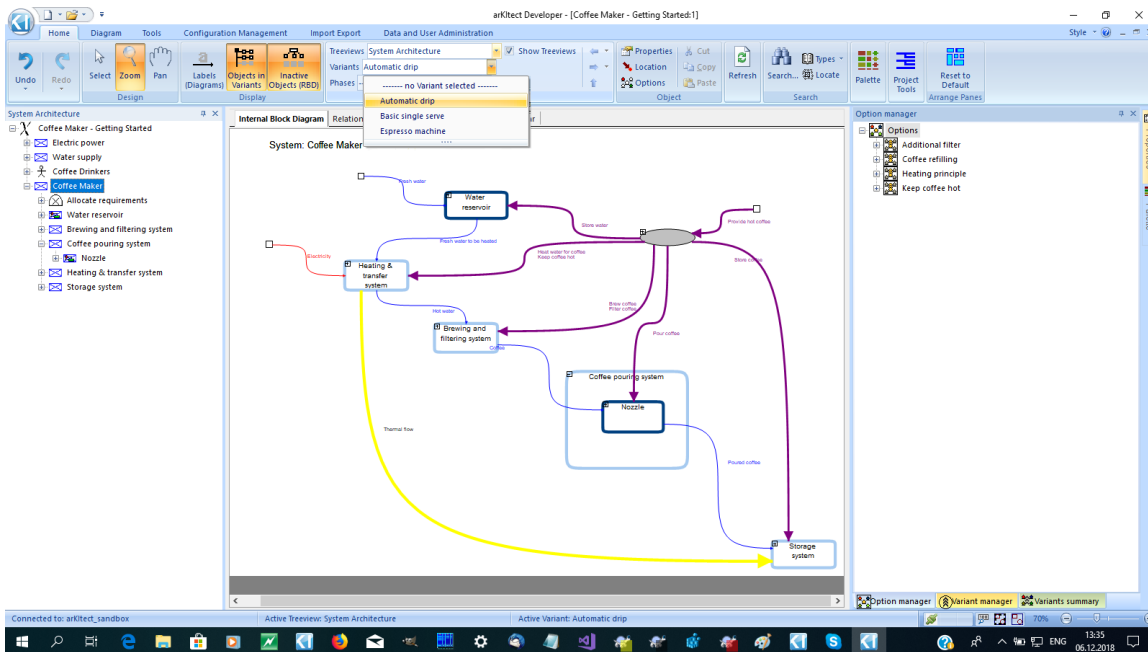 arKItect Developer - [Coffee Maker - Getting Started:1]
Home Diagram Tools Configuration Management Import Export Data and User Administration Style
Undo Redo Select Zoom Pan Labels (Diagrams) Objects in Variants Inactive Objects (RBD)
Treeviews System Architecture Show Treeviews
Variants Automatic drip
Phases
Properties Cut
Location Copy
Options Paste
Refresh Search... Types Locate Palette Project Tools Reset to Default
Design Display Object Search Arrange Panes
------- no Variant selected -------
Automatic drip
Basic single serve
Espresso machine
System Architecture
Coffee Maker - Getting Started
Electric power
Water supply
Coffee Drinkers
Coffee Maker
Allocate requirements
Water reservoir
Brewing and filtering system
Coffee pouring system
Nozzle
Heating & transfer system
Storage system
Internal Block Diagram Relation
System: Coffee Maker
Fresh water
Water
reservoir
Store water
Provide hot coffee
Fresh water to be heated
Electricity
Heat water for coffee
Keep coffee hot
Store coffee
Heating &
transfer
system
Hot water
Brew coffee
Filter coffee
Brewing and
filtering system
Coffee
Pour coffee
Coffee pouring system
Nozzle
Thermal flow
Poured coffee
Storage
system
Option manager
Options
Additional filter
Coffee refilling
Heating principle
Keep coffee hot
Option manager Variant manager Variants summary
Connected to: arKItect_sandbox Active Treeview: System Architecture Active Variant: Automatic drip 70%
ENG 13:35
06.12.2018